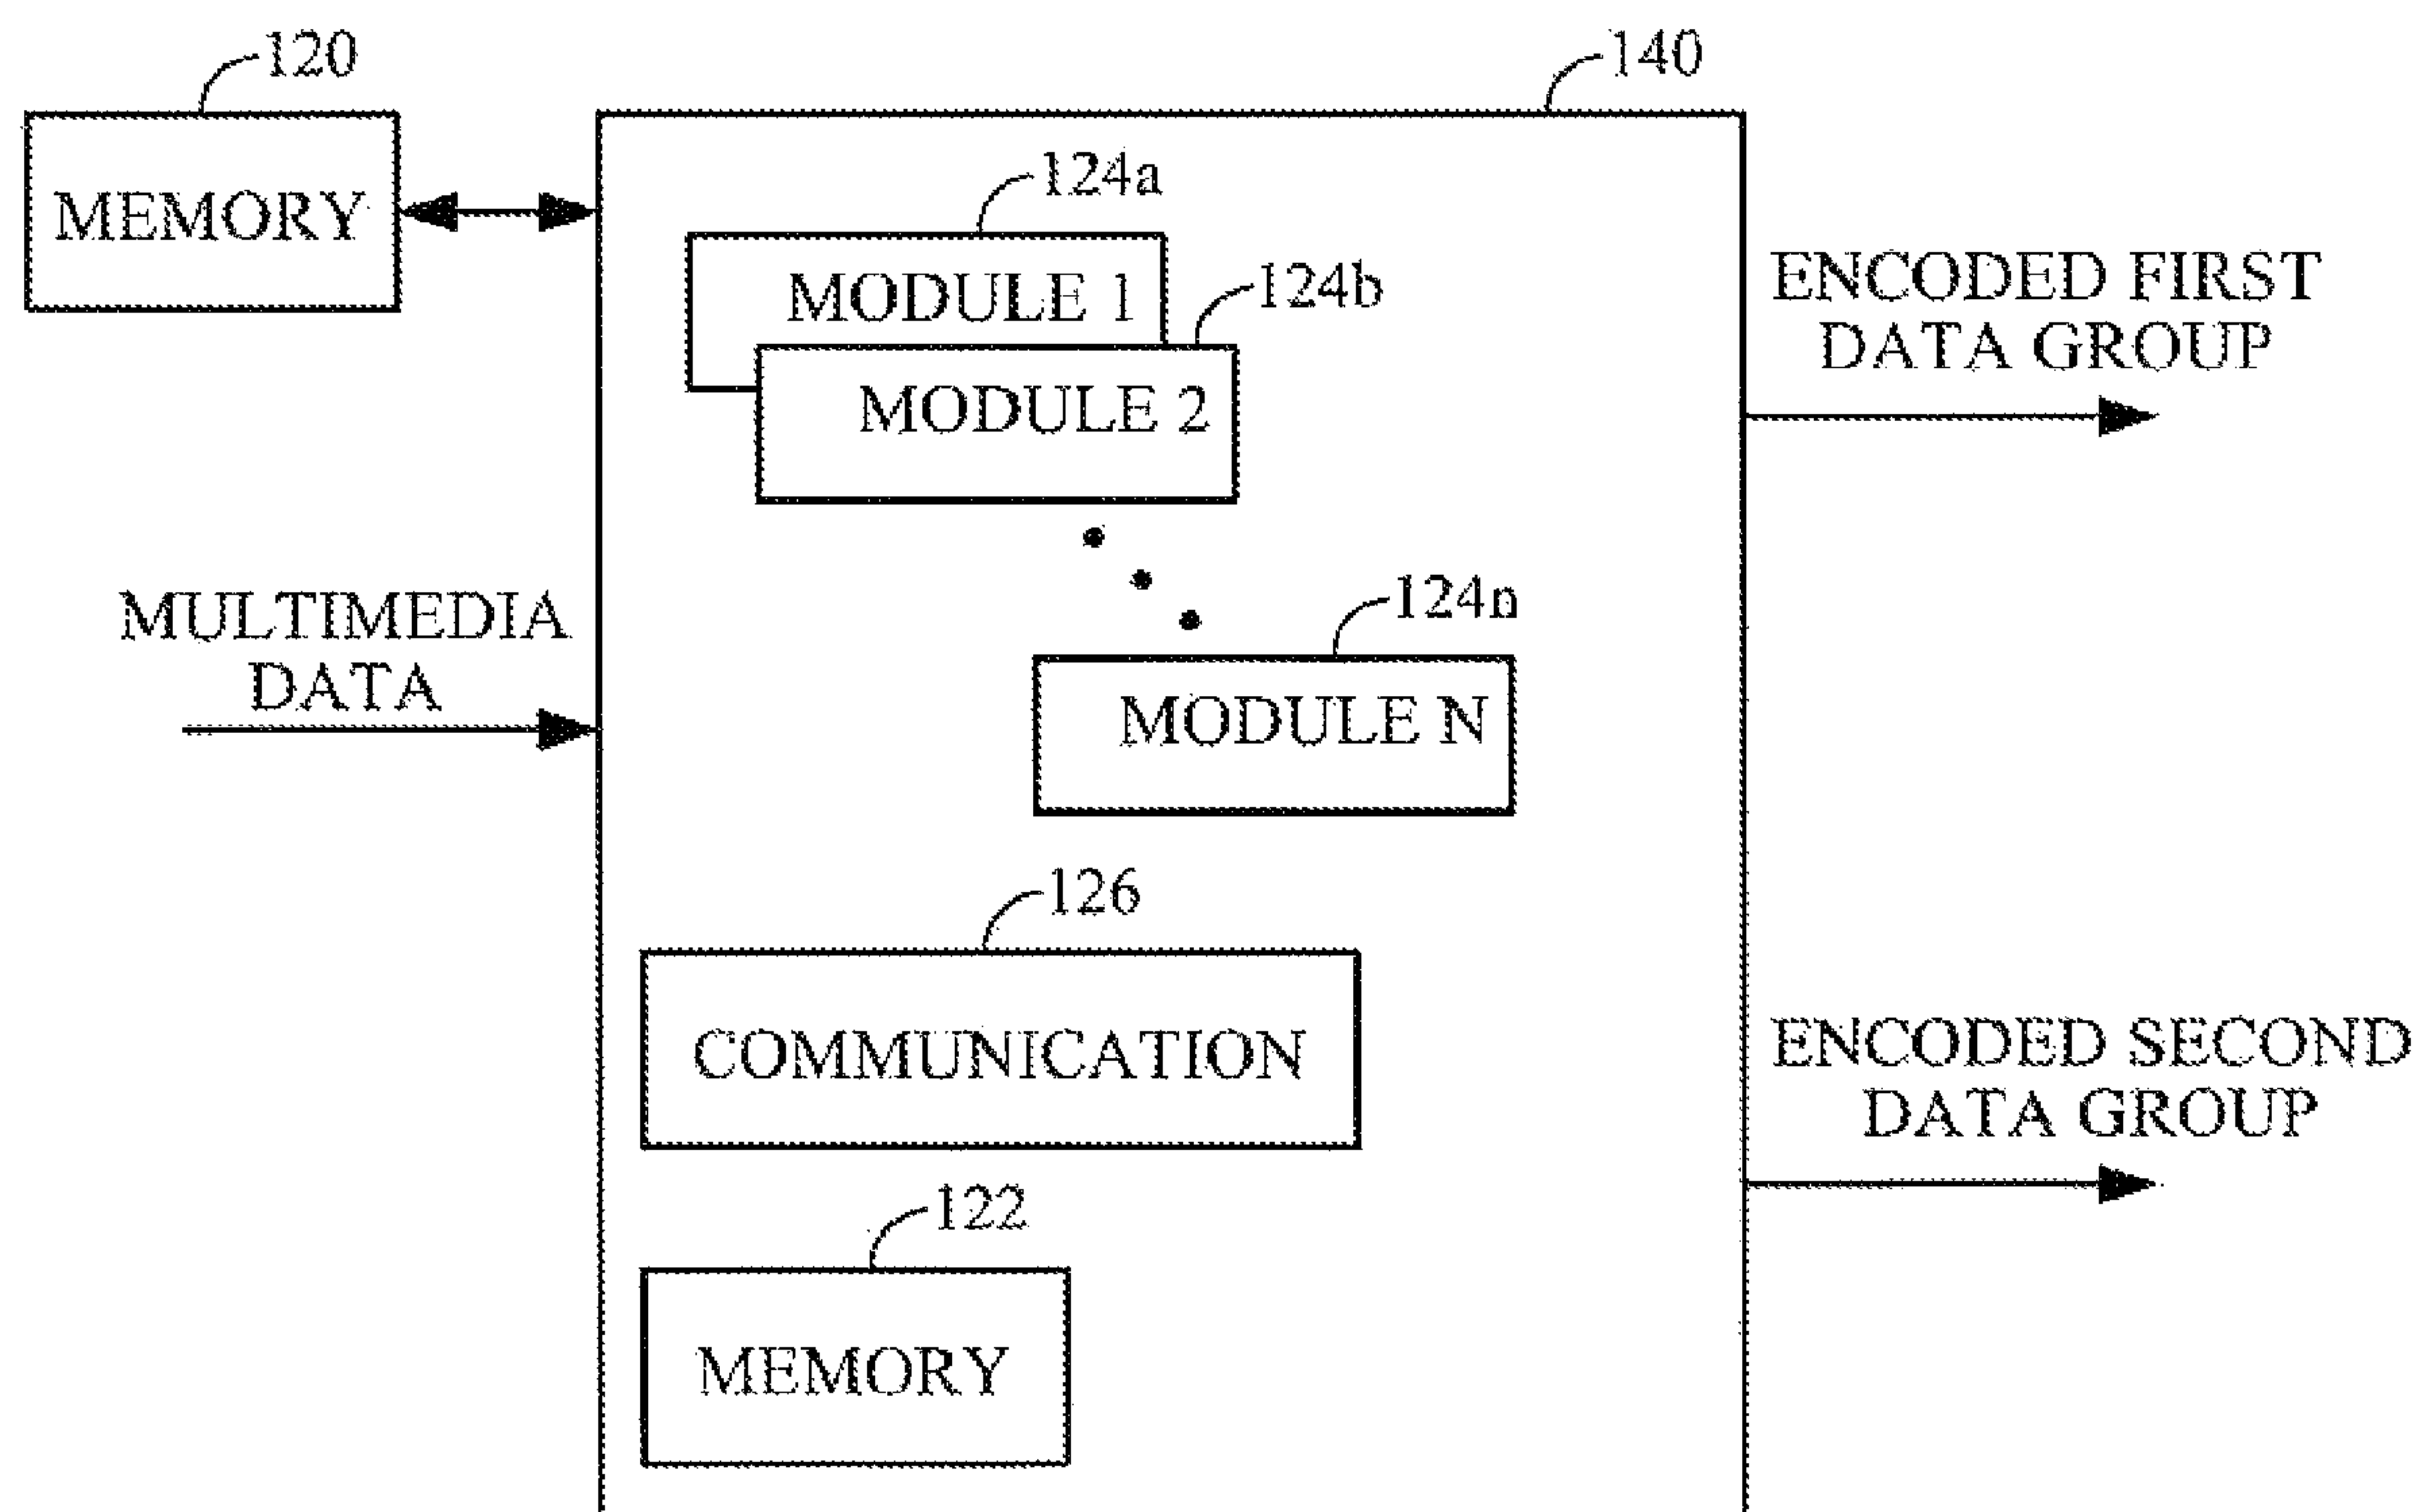 120
140
MEMORY
124a
MODULE 1
124b
MODULE 2
ENCODED FIRST
DATA GROUP
MULTIMEDIA
DATA
124n
MODULE N
126
COMMUNICATION
ENCODED SECOND
DATA GROUP
122
MEMORY